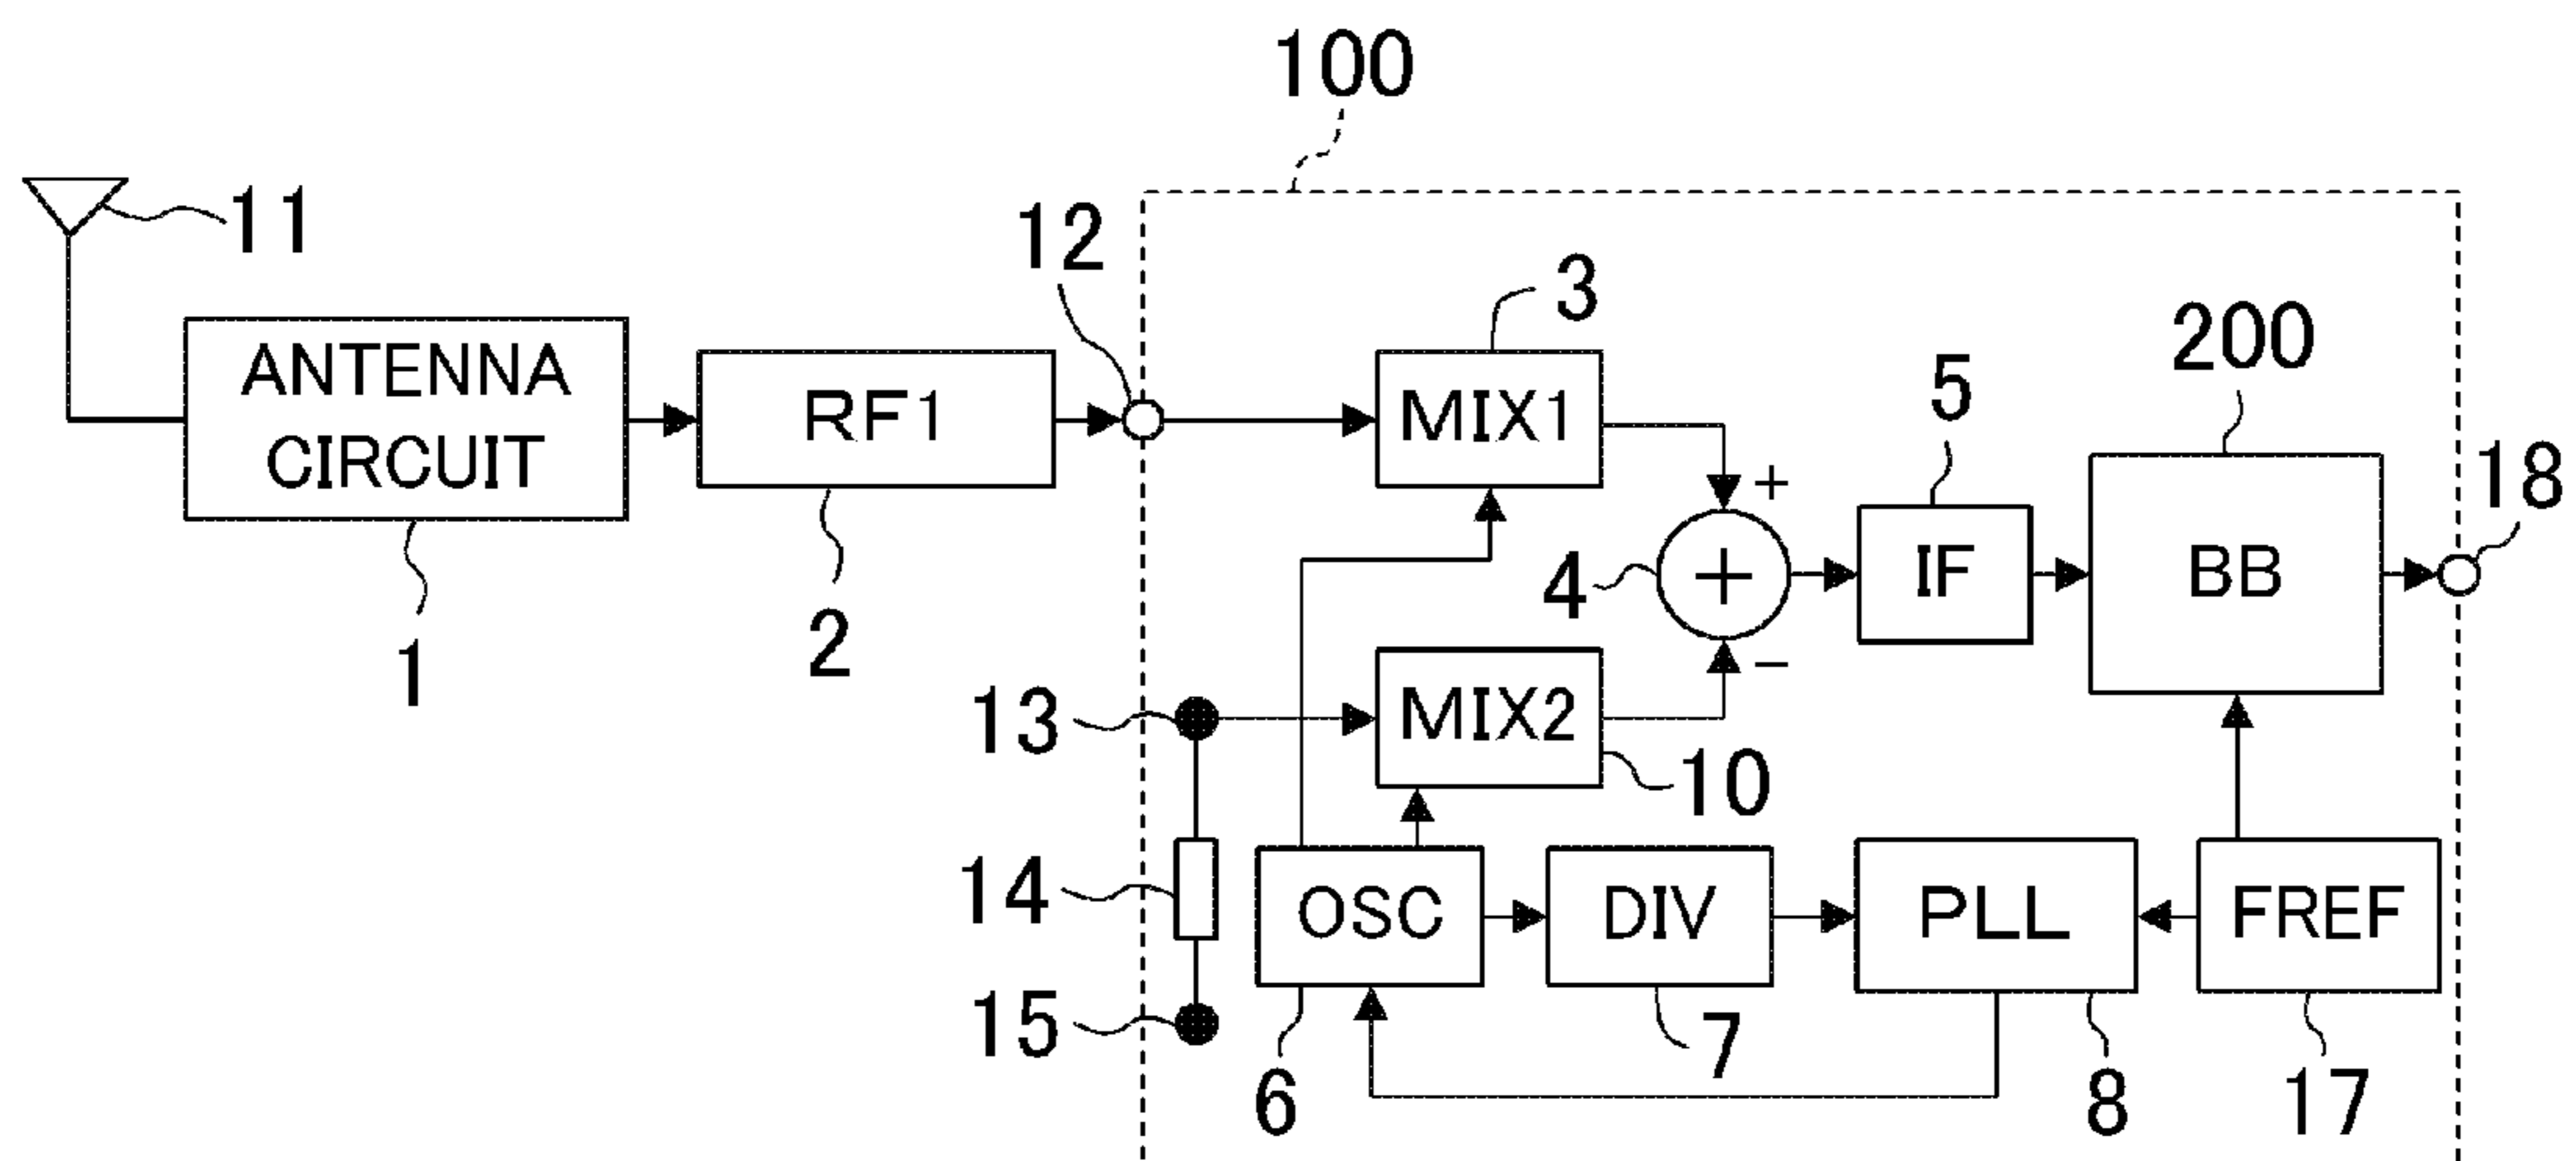 100
11
12
3
200
ANTENNA
CIRCUIT
RF1
MIX1
5
18
+
4
+
IF
BB
1
2
−
13
MIX2
10
14
OSC
DIV
PLL
FREF
15
6
7
8
17